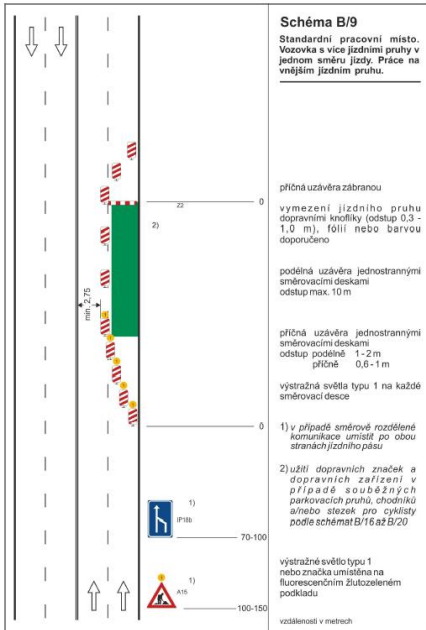 Schéma B/9
Standardní pracovní místo.
Vozovka s více jízdními pruhy v
jednom směru jízdy. Práce na
vnějším jízdním pruhu.
příčná uzávěra zábranou
0
Z2
vymezení jízdního pruhu
dopravními knoflíky (odstup 0,3 -
1,0 m), fólií nebo barvou
doporučeno
2)
podélná uzávěra jednostrannými
směrovacími deskami
odstup max. 10 m
min. 2,75
příčná uzávěra jednostrannými
směrovacími deskami
odstup podélně 1-2 m
příčně 0,6-1 m
výstražná světla typu 1 na každé
směrovací desce
0
1) v případě směrově rozdělené
komunikace umístit po obou
stranách jízdního pásu
2) užití dopravních značek a
dopravních zařízení v
případě souběžných
parkovacích pruhů, chodníků
a/nebo stezek pro cyklisty
podle schémat B/16 až B/20
1)
IP18b
70-100
výstražné světlo typu 1
nebo značka umístěna na
fluorescenčním žlutozeleném
podkladu
1)
A15
100-150
vzdálenosti v metrech